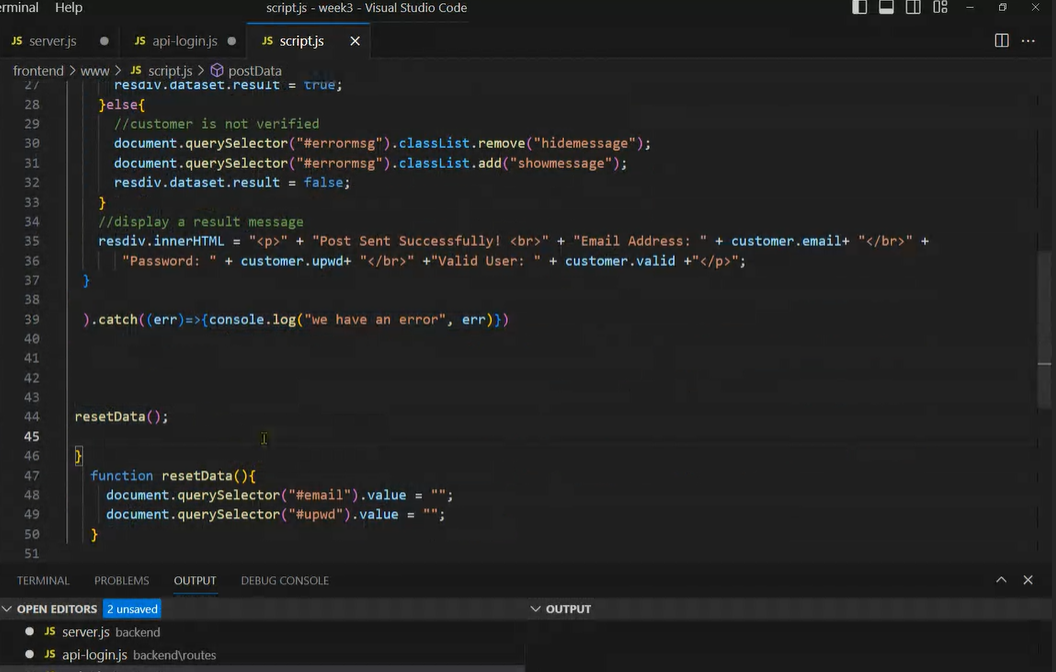 erminal Help script.js - week3 - Visual Studio Code
JS server.js JS api-login.js JS script.js
frontend > www > JS script.js > postData
27 resdiv.dataset.result = true;
28 }else{
29 //customer is not verified
30 document.querySelector("#errormsg").classList.remove("hidemessage");
31 document.querySelector("#errormsg").classList.add("showmessage");
32 resdiv.dataset.result = false;
33 }
34 //display a result message
35 resdiv.innerHTML = "<p>" + "Post Sent Successfully! <br>" + "Email Address: " + customer.email+ "</br>" +
36 "Password: " + customer.upwd+ "</br>" +"Valid User: " + customer.valid +"</p>";
37 }
38
39 ).catch((err)=>{console.log("we have an error", err)})
40
41
42
43
44 resetData();
45
46 }
47 function resetData(){
48 document.querySelector("#email").value = "";
49 document.querySelector("#upwd").value = "";
50 }
51
TERMINAL PROBLEMS OUTPUT DEBUG CONSOLE
OPEN EDITORS 2 unsaved OUTPUT
JS server.js backend
JS api-login.js backend\routes